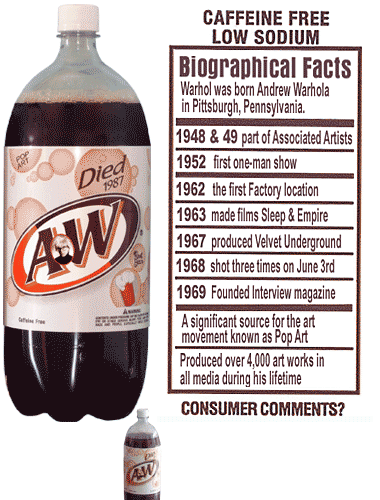 CAFFEINE FREE
LOW SODIUM
Biographical Facts
Warhol was born Andrew Warhola
in Pittsburgh, Pennsylvania.
1948 & 49 part of Associated Artists
1952 first one-man show
1962 the first Factory location
1963 made films Sleep & Empire
1967 produced Velvet Underground
1968 shot three times on June 3rd
1969 Founded Interview magazine
A significant source for the art
movement known as Pop Art
Produced over 4,000 art works in
all media during his lifetime
CONSUMER COMMENTS?
POP
ART
Died
1987
A&W
Caffeine Free
Died
A&W